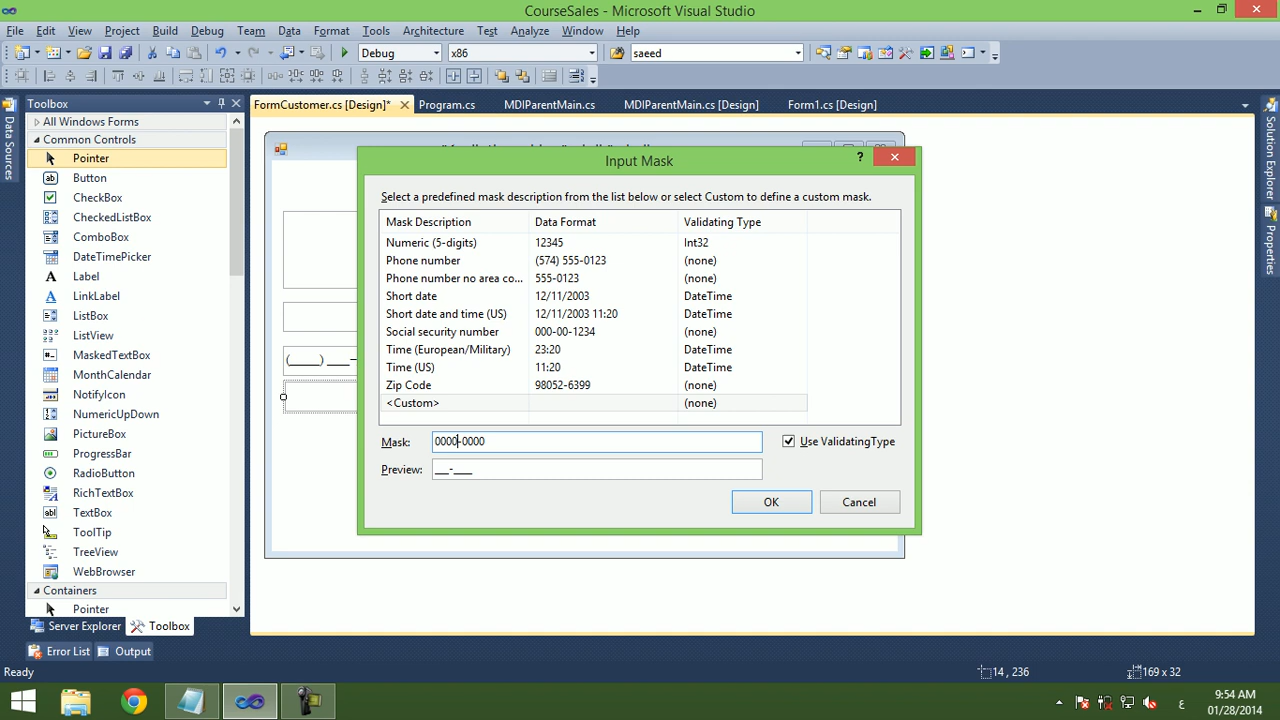 CourseSales - Microsoft Visual Studio
File Edit View Project Build Debug Team Data Format Tools Architecture Test Analyze Window Help
Debug x86 saeed
Toolbox
FormCustomer.cs [Design]* Program.cs MDIParentMain.cs MDIParentMain.cs [Design] Form1.cs [Design]
Data Sources
Solution Explorer
Properties
All Windows Forms
Common Controls
Pointer
Button
CheckBox
CheckedListBox
ComboBox
DateTimePicker
Label
LinkLabel
ListBox
ListView
MaskedTextBox
MonthCalendar
NotifyIcon
NumericUpDown
PictureBox
ProgressBar
RadioButton
RichTextBox
TextBox
ToolTip
TreeView
WebBrowser
Containers
Pointer
Server Explorer Toolbox
Error List Output
(_____) ___-
Input Mask
Select a predefined mask description from the list below or select Custom to define a custom mask.
Mask Description Data Format Validating Type
Numeric (5-digits) 12345 Int32
Phone number (574) 555-0123 (none)
Phone number no area co... 555-0123 (none)
Short date 12/11/2003 DateTime
Short date and time (US) 12/11/2003 11:20 DateTime
Social security number 000-00-1234 (none)
Time (European/Military) 23:20 DateTime
Time (US) 11:20 DateTime
Zip Code 98052-6399 (none)
<Custom> (none)
Mask: 0000-0000 Use ValidatingType
Preview: ___-____
OK Cancel
Ready 14 , 236 169 x 32
ع 9:54 AM
01/28/2014